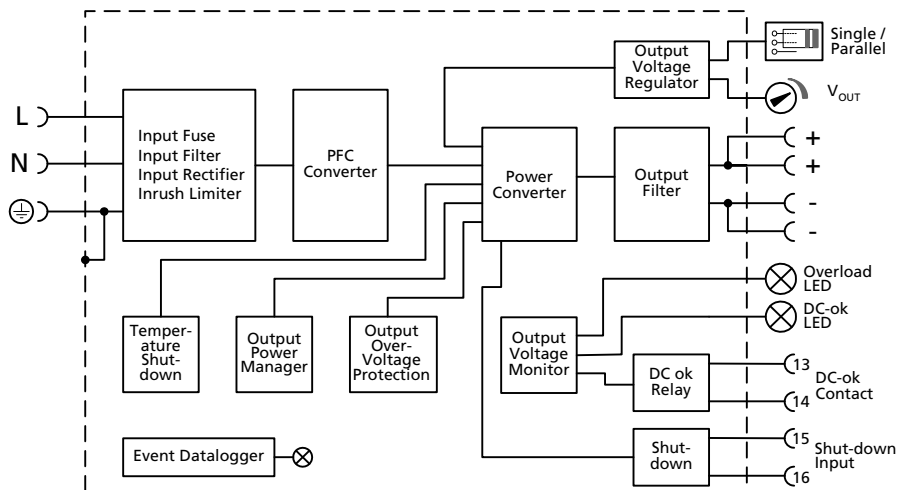 Output
Voltage
Regulator
Single /
Parallel
VOUT
L
N
Input Fuse
Input Filter
Input Rectifier
Inrush Limiter
PFC
Converter
Power
Converter
Output
Filter
+
+
-
-
Temper-
ature
Shut-
down
Output
Power
Manager
Output
Over-
Voltage
Protection
Output
Voltage
Monitor
Overload
LED
DC-ok
LED
DC ok
Relay
13
14
DC-ok
Contact
Event Datalogger
Shut-
down
15
16
Shut-down
Input